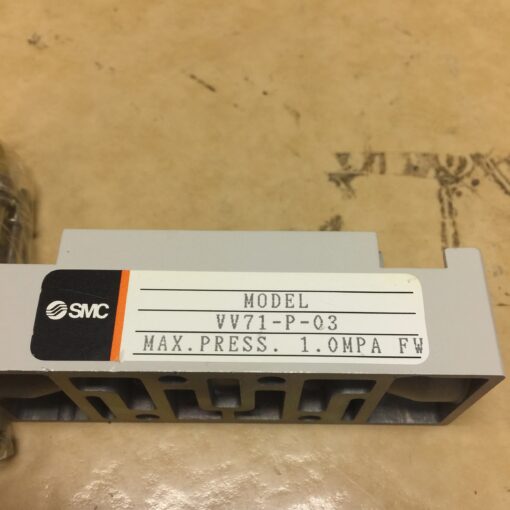 SMC
MODEL
VV71-P-03
MAX.PRESS. 1.0MPA FW